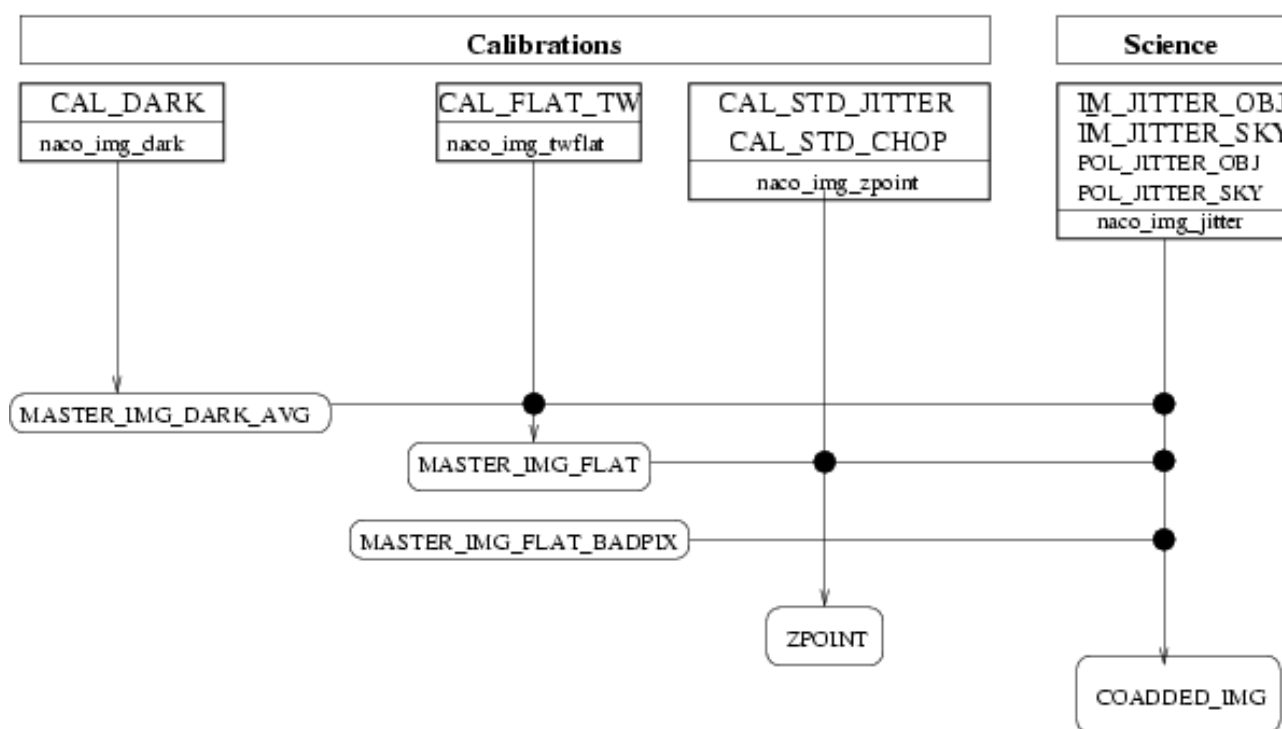 Calibrations
Science
CAL_DARK
naco_img_dark
CAL_FLAT_TW
naco_img_twflat
CAL_STD_JITTER
CAL_STD_CHOP
naco_img_zpoint
IM_JITTER_OBJ
IM_JITTER_SKY
POL_JITTER_OBJ
POL_JITTER_SKY
naco_img_jitter
MASTER_IMG_DARK_AVG
MASTER_IMG_FLAT
MASTER_IMG_FLAT_BADPIX
ZPOINT
COADDED_IMG